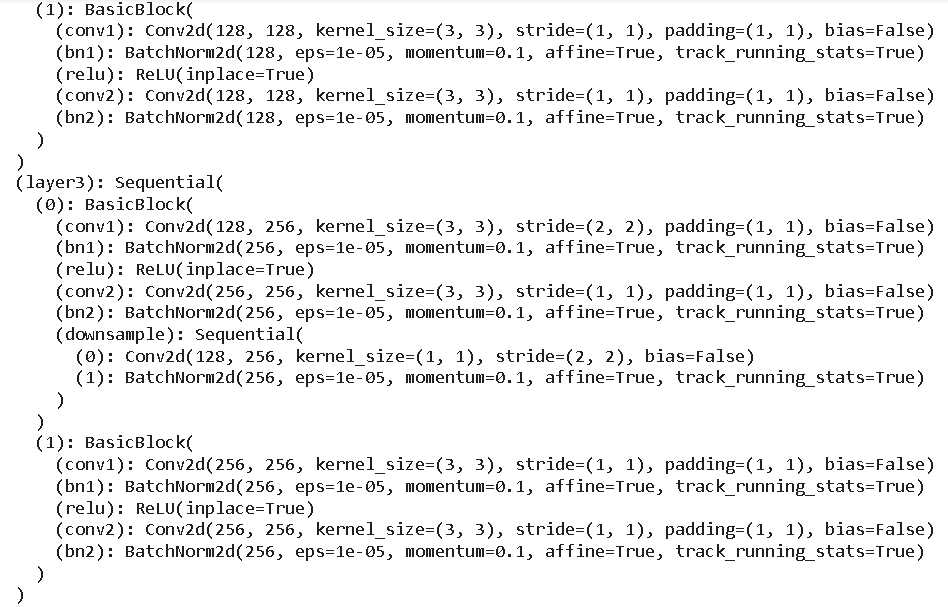 (1): BasicBlock(
(conv1): Conv2d(128, 128, kernel_size=(3, 3), stride=(1, 1), padding=(1, 1), bias=False)
(bn1): BatchNorm2d(128, eps=1e-05, momentum=0.1, affine=True, track_running_stats=True)
(relu): ReLU(inplace=True)
(conv2): Conv2d(128, 128, kernel_size=(3, 3), stride=(1, 1), padding=(1, 1), bias=False)
(bn2): BatchNorm2d(128, eps=1e-05, momentum=0.1, affine=True, track_running_stats=True)
)
)
(layer3): Sequential(
(0): BasicBlock(
(conv1): Conv2d(128, 256, kernel_size=(3, 3), stride=(2, 2), padding=(1, 1), bias=False)
(bn1): BatchNorm2d(256, eps=1e-05, momentum=0.1, affine=True, track_running_stats=True)
(relu): ReLU(inplace=True)
(conv2): Conv2d(256, 256, kernel_size=(3, 3), stride=(1, 1), padding=(1, 1), bias=False)
(bn2): BatchNorm2d(256, eps=1e-05, momentum=0.1, affine=True, track_running_stats=True)
(downsample): Sequential(
(0): Conv2d(128, 256, kernel_size=(1, 1), stride=(2, 2), bias=False)
(1): BatchNorm2d(256, eps=1e-05, momentum=0.1, affine=True, track_running_stats=True)
)
)
(1): BasicBlock(
(conv1): Conv2d(256, 256, kernel_size=(3, 3), stride=(1, 1), padding=(1, 1), bias=False)
(bn1): BatchNorm2d(256, eps=1e-05, momentum=0.1, affine=True, track_running_stats=True)
(relu): ReLU(inplace=True)
(conv2): Conv2d(256, 256, kernel_size=(3, 3), stride=(1, 1), padding=(1, 1), bias=False)
(bn2): BatchNorm2d(256, eps=1e-05, momentum=0.1, affine=True, track_running_stats=True)
)
)